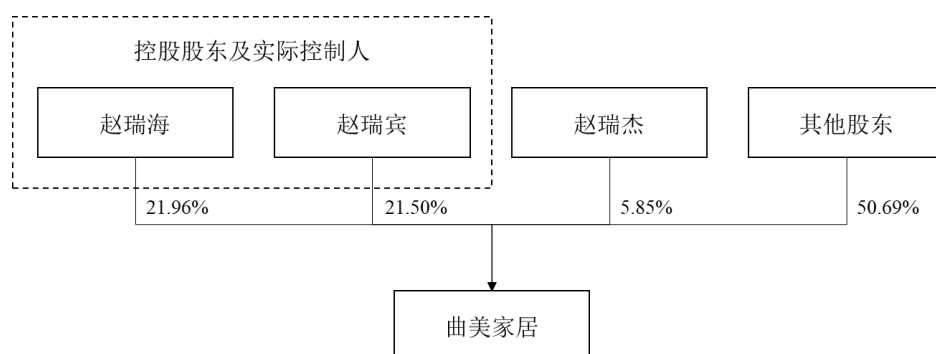 控股股东及实际控制人
赵瑞海
赵瑞宾
赵瑞杰
其他股东
21.96%
21.50%
5.85%
50.69%
曲美家居